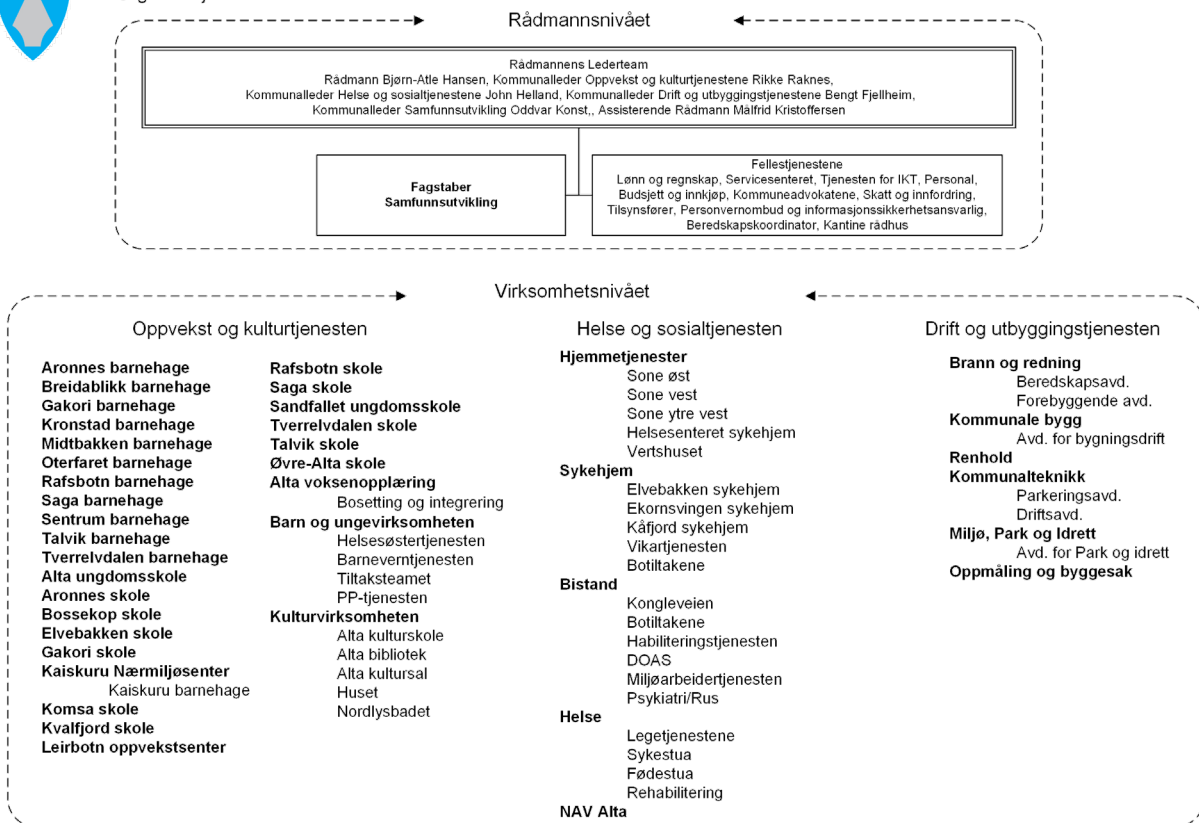 Rådmannsnivået
Rådmannens Lederteam
Rådmann Bjørn-Atle Hansen, Kommunalleder Oppvekst og kulturtjenestene Rikke Raknes,
Kommunalleder Helse og sosialtjenestene John Helland, Kommunalleder Drift og utbyggingstjenestene Bengt Fjellheim,
Kommunalleder Samfunnsutvikling Oddvar Konst,, Assisterende Rådmann Målfrid Kristoffersen
Fagstaber
Samfunnsutvikling
Fellestjenestene
Lønn og regnskap, Servicesenteret, Tjenesten for IKT, Personal,
Budsjett og innkjøp, Kommuneadvokatene, Skatt og innfordring,
Tilsynsfører, Personvernombud og informasjonssikkerhetsansvarlig,
Beredskapskoordinator, Kantine rådhus
Virksomhetsnivået
Oppvekst og kulturtjenesten
Aronnes barnehage
Breidablikk barnehage
Gakori barnehage
Kronstad barnehage
Midtbakken barnehage
Oterfaret barnehage
Rafsbotn barnehage
Saga barnehage
Sentrum barnehage
Talvik barnehage
Tverrelvdalen barnehage
Alta ungdomsskole
Aronnes skole
Bossekop skole
Elvebakken skole
Gakori skole
Kaiskuru Nærmiljøsenter
Kaiskuru barnehage
Komsa skole
Kvalfjord skole
Leirbotn oppvekstsenter
Rafsbotn skole
Saga skole
Sandfallet ungdomsskole
Tverrelvdalen skole
Talvik skole
Øvre-Alta skole
Alta voksenopplæring
Bosetting og integrering
Barn og ungevirksomheten
Helsesøstertjenesten
Barneverntjenesten
Tiltaksteamet
PP-tjenesten
Kulturvirksomheten
Alta kulturskole
Alta bibliotek
Alta kultursal
Huset
Nordlysbadet
Helse og sosialtjenesten
Hjemmetjenester
Sone øst
Sone vest
Sone ytre vest
Helsesenteret sykehjem
Vertshuset
Sykehjem
Elvebakken sykehjem
Ekornsvingen sykehjem
Kåfjord sykehjem
Vikartjenesten
Botiltakene
Bistand
Kongleveien
Botiltakene
Habiliteringstjenesten
DOAS
Miljøarbeidertjenesten
Psykiatri/Rus
Helse
Legetjenestene
Sykestua
Fødestua
Rehabilitering
NAV Alta
Drift og utbyggingstjenesten
Brann og redning
Beredskapsavd.
Forebyggende avd.
Kommunale bygg
Avd. for bygningsdrift
Renhold
Kommunalteknikk
Parkeringsavd.
Driftsavd.
Miljø, Park og Idrett
Avd. for Park og idrett
Oppmåling og byggesak